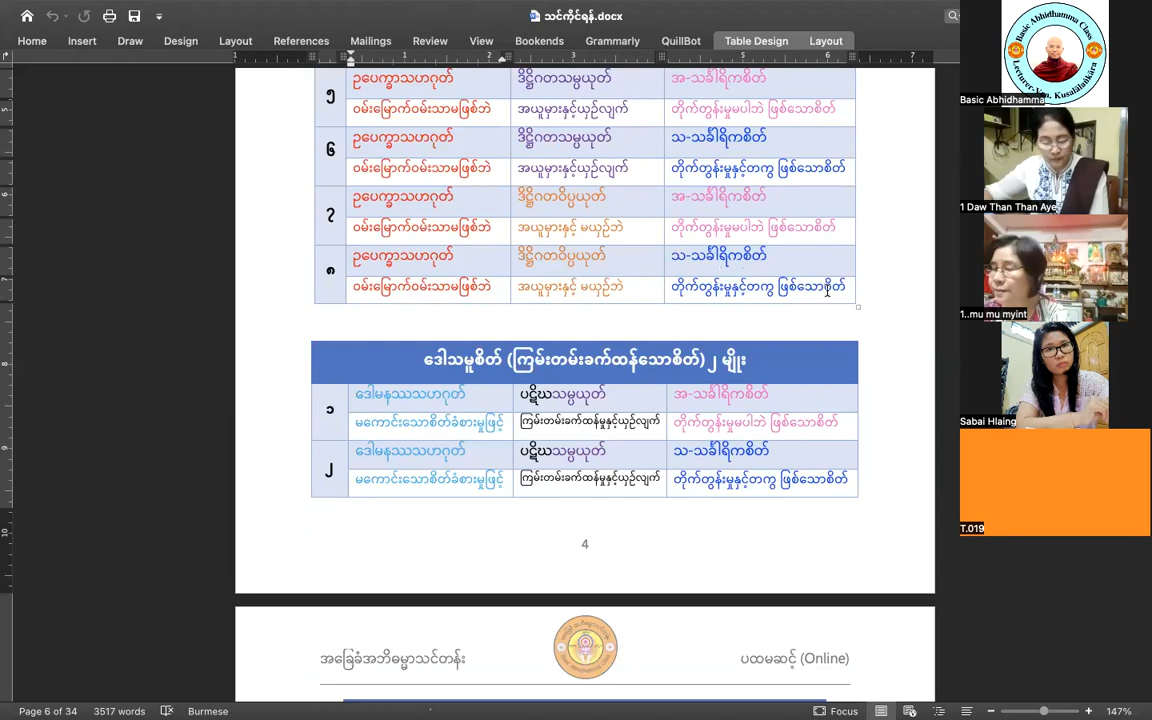 သင်ကိုင်ရန်.docx
Home Insert Draw Design Layout References Mailings Review View Bookends Grammarly QuillBot Table Design Layout
1 1 2 3 5 6 7
၅ ဥပေက္ခာသဟဂုတ် ဒိဋ္ဌိဂတသမ္ပယုတ် အ-သင်္ခါရိကစိတ်
ဝမ်းမြောက်ဝမ်းသာမဖြစ်ဘဲ အယူမှားနှင့်ယှဉ်လျက် တိုက်တွန်းမှုမပါဘဲ ဖြစ်သောစိတ်
၆ ဥပေက္ခာသဟဂုတ် ဒိဋ္ဌိဂတသမ္ပယုတ် သ-သင်္ခါရိကစိတ်
ဝမ်းမြောက်ဝမ်းသာမဖြစ်ဘဲ အယူမှားနှင့်ယှဉ်လျက် တိုက်တွန်းမှုနှင့်တကွ ဖြစ်သောစိတ်
၇ ဥပေက္ခာသဟဂုတ် ဒိဋ္ဌိဂတဝိပ္ပယုတ် အ-သင်္ခါရိကစိတ်
ဝမ်းမြောက်ဝမ်းသာမဖြစ်ဘဲ အယူမှားနှင့် မယှဉ်ဘဲ တိုက်တွန်းမှုမပါဘဲ ဖြစ်သောစိတ်
၈ ဥပေက္ခာသဟဂုတ် ဒိဋ္ဌိဂတဝိပ္ပယုတ် သ-သင်္ခါရိကစိတ်
ဝမ်းမြောက်ဝမ်းသာမဖြစ်ဘဲ အယူမှားနှင့် မယှဉ်ဘဲ တိုက်တွန်းမှုနှင့်တကွ ဖြစ်သောစိတ်
ဒေါသမူစိတ် (ကြမ်းတမ်းခက်ထန်သောစိတ်) ၂ မျိုး
၁ ဒေါမနဿသဟဂုတ် ပဋိဃသမ္ပယုတ် အ-သင်္ခါရိကစိတ်
မကောင်းသောစိတ်ခံစားမှုဖြင့် ကြမ်းတမ်းခက်ထန်မှုနှင့်ယှဉ်လျက် တိုက်တွန်းမှုမပါဘဲ ဖြစ်သောစိတ်
၂ ဒေါမနဿသဟဂုတ် ပဋိဃသမ္ပယုတ် သ-သင်္ခါရိကစိတ်
မကောင်းသောစိတ်ခံစားမှုဖြင့် ကြမ်းတမ်းခက်ထန်မှုနှင့်ယှဉ်လျက် တိုက်တွန်းမှုနှင့်တကွ ဖြစ်သောစိတ်
4
အခြေခံအဘိဓမ္မာသင်တန်း ပထမဆင့် (Online)
Page 6 of 34 3517 words Burmese Focus 147%
Basic Abhidhamma Class
Lecturer-Ven. Kusalālaṅkāra
Basic Abhidhamma
1 Daw Than Than Aye
1..mu mu myint
Sabai Hlaing
T.019